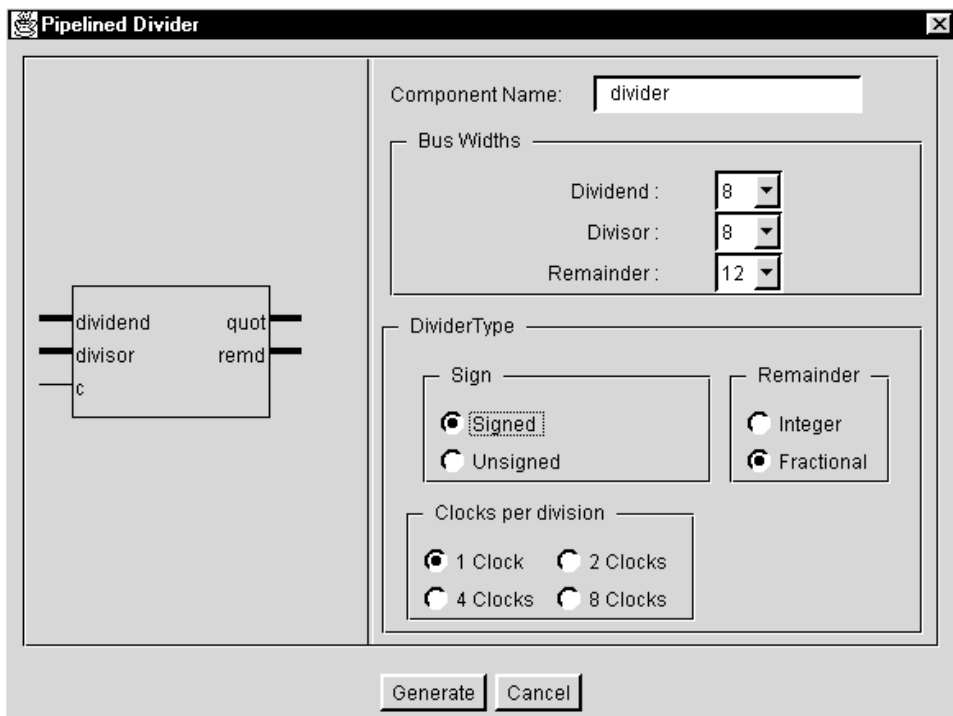 Pipelined Divider
dividend quot
divisor remd
c
Component Name: divider
Bus Widths
Dividend : 8
Divisor : 8
Remainder : 12
DividerType
Sign
Signed
Unsigned
Remainder
Integer
Fractional
Clocks per division
1 Clock 2 Clocks
4 Clocks 8 Clocks
Generate Cancel